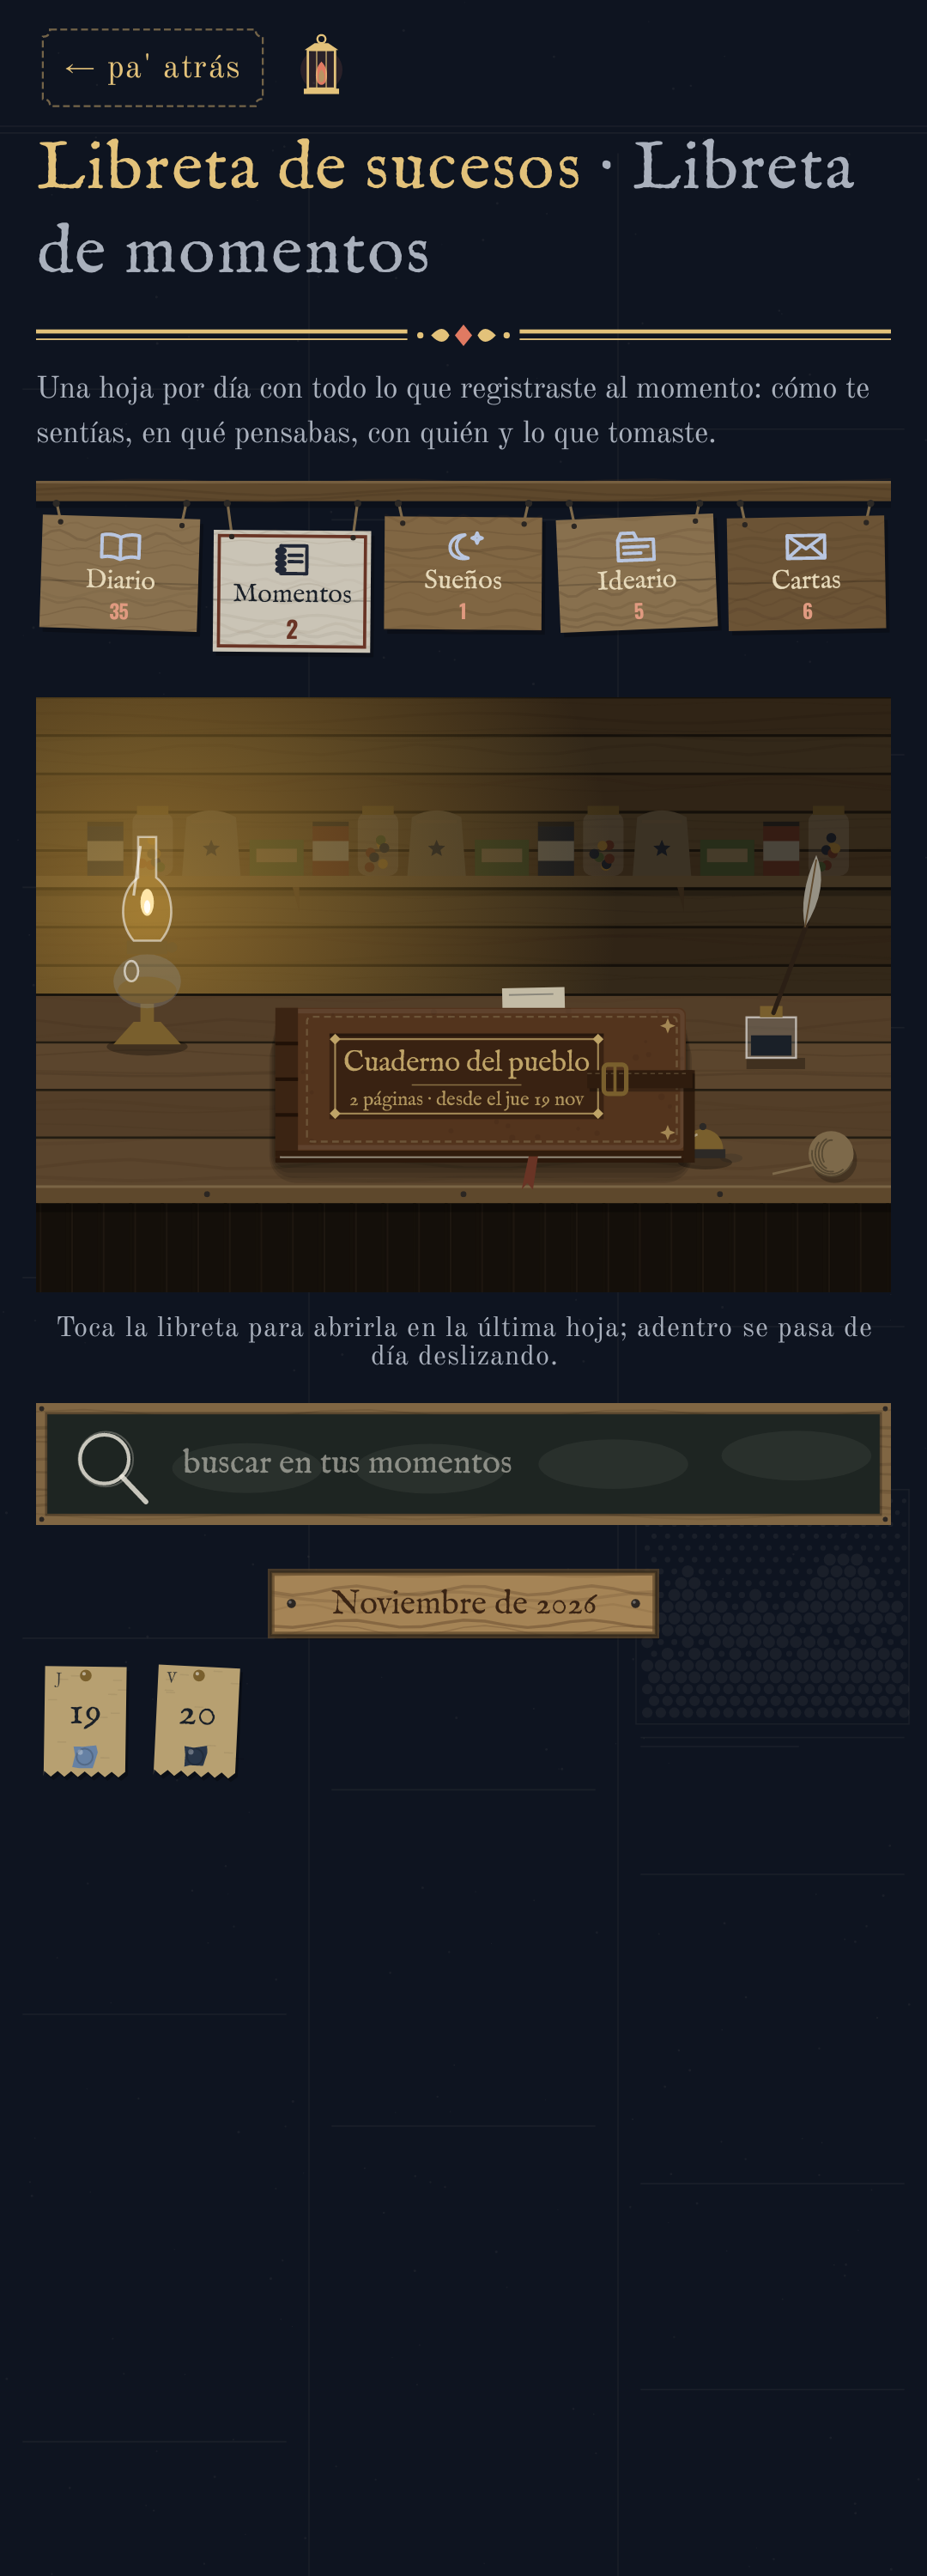 ← pa' atrás
Libreta de sucesos · Libreta
de momentos
Una hoja por día con todo lo que registraste al momento: cómo te
sentías, en qué pensabas, con quién y lo que tomaste.
Diario
35
Momentos
2
Sueños
1
Ideario
5
Cartas
6
Cuaderno del pueblo
2 páginas · desde el jue 19 nov
Toca la libreta para abrirla en la última hoja; adentro se pasa de
día deslizando.
buscar en tus momentos
Noviembre de 2026
J
19
V
20